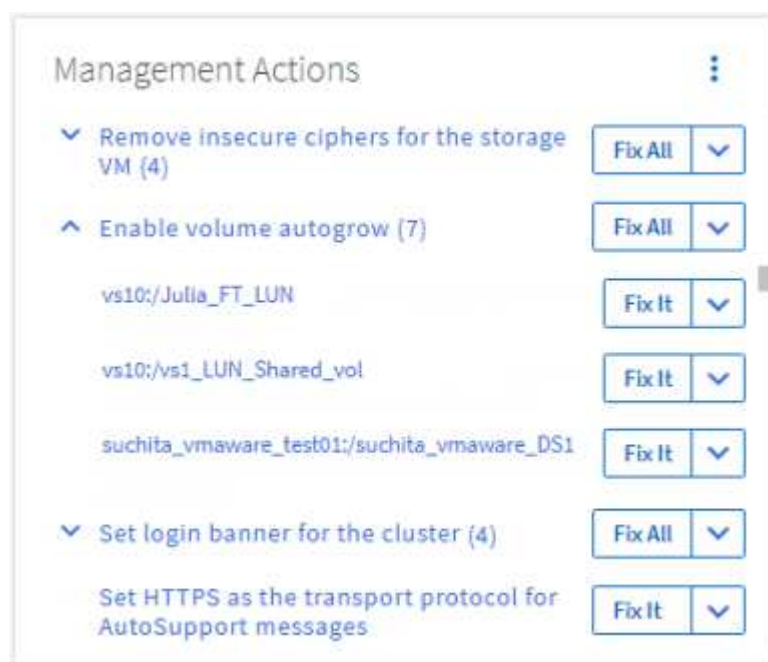 Management Actions
Remove insecure ciphers for the storage
VM (4)
Fix All
Enable volume autogrow (7)
Fix All
vs10:/Julia_FT_LUN
Fix It
vs10:/vs1_LUN_Shared_vol
Fix It
suchita_vmaware_test01:/suchita_vmaware_DS1
Fix It
Set login banner for the cluster (4)
Fix All
Set HTTPS as the transport protocol for
AutoSupport messages
Fix It